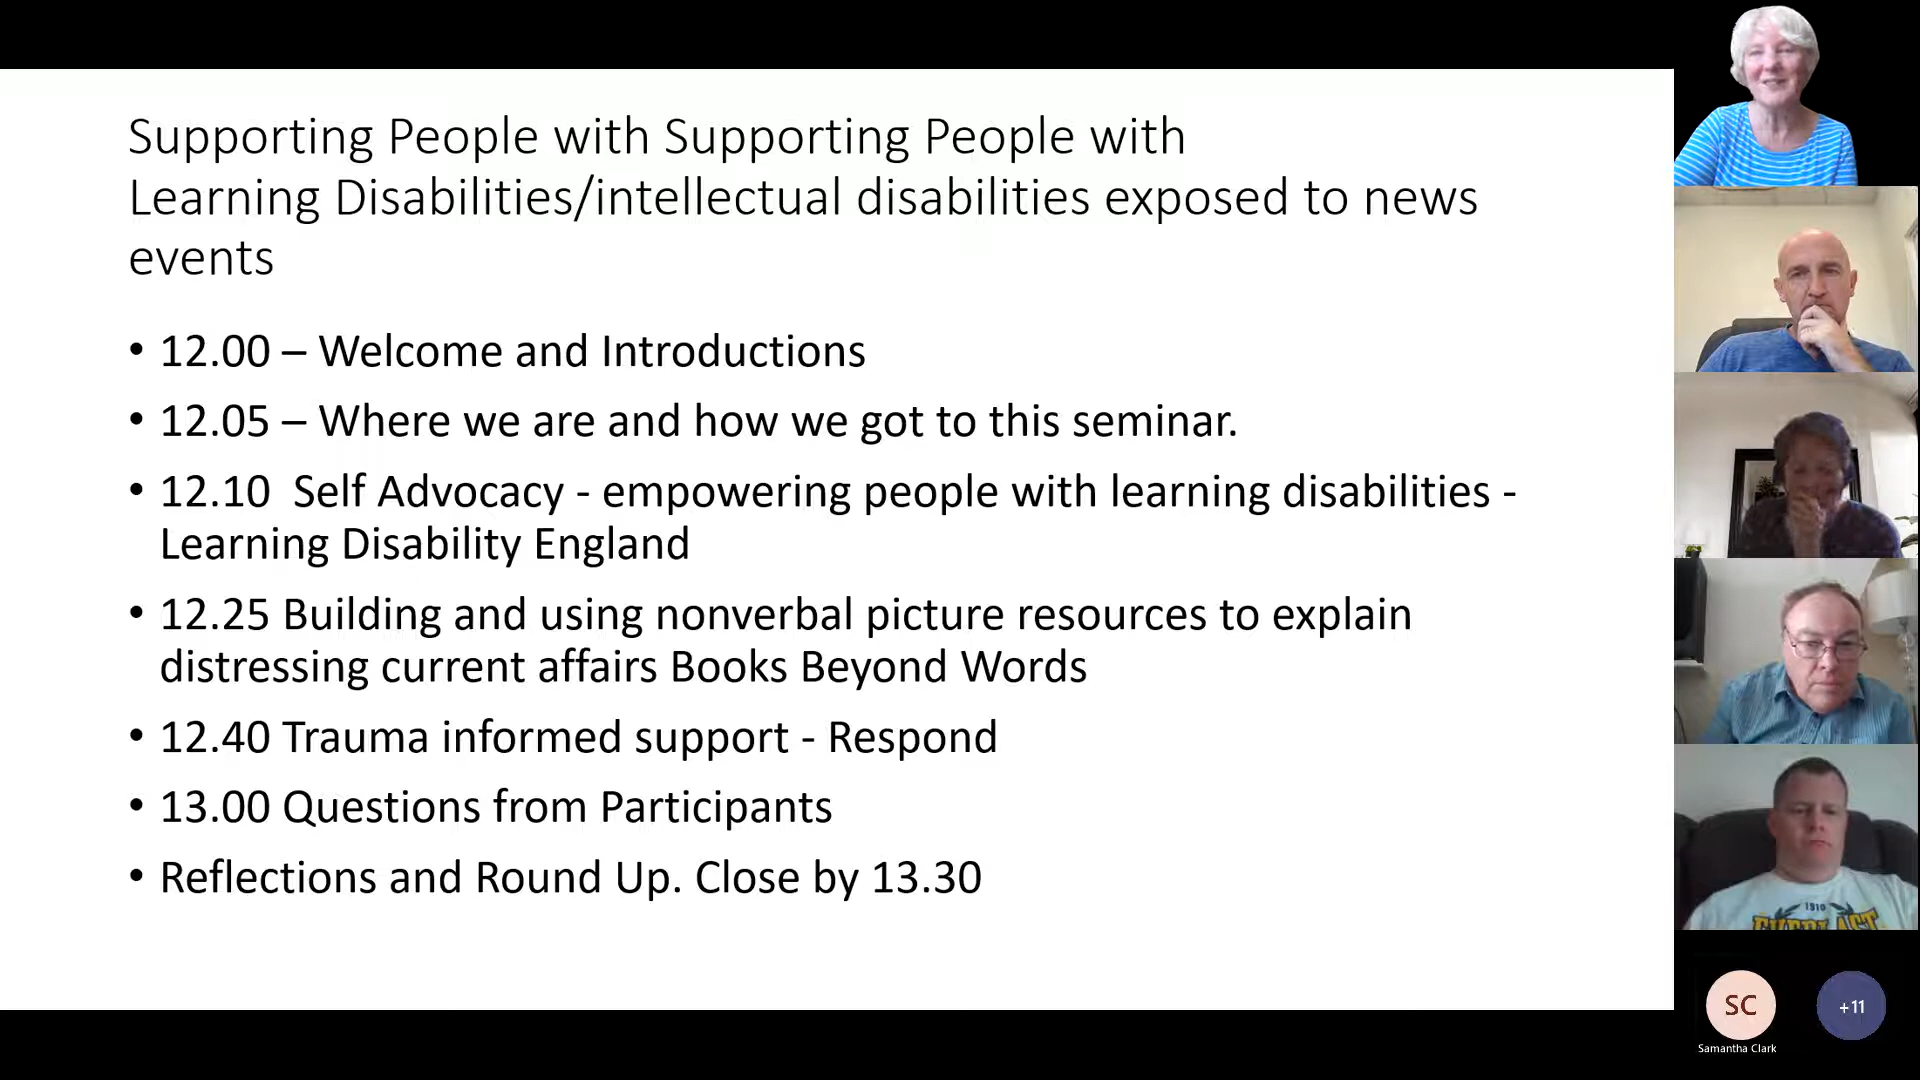 Supporting People with Supporting People with
Learning Disabilities/intellectual disabilities exposed to news
events
• 12.00 – Welcome and Introductions
• 12.05 – Where we are and how we got to this seminar.
• 12.10  Self Advocacy - empowering people with learning disabilities -
Learning Disability England
• 12.25 Building and using nonverbal picture resources to explain
distressing current affairs Books Beyond Words
• 12.40 Trauma informed support - Respond
• 13.00 Questions from Participants
• Reflections and Round Up. Close by 13.30
1910
EVERLAST
SC
+11
Samantha Clark